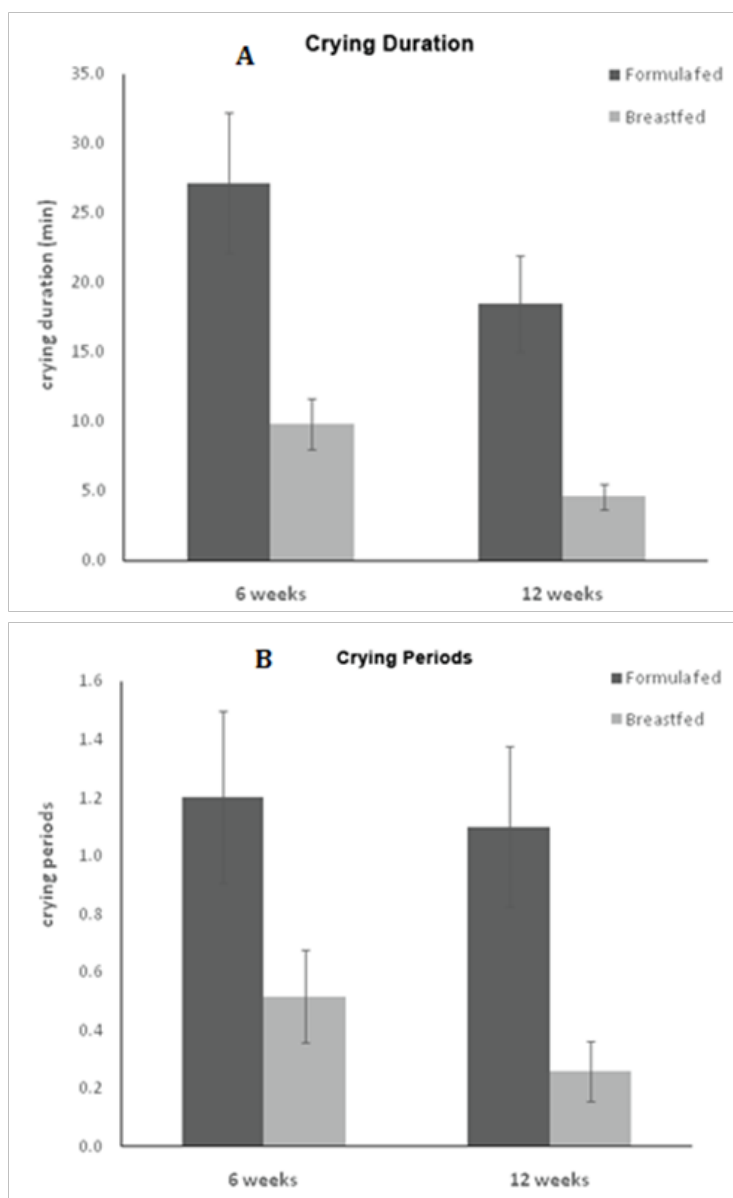 A
Crying Duration
Formulafed
Breastfed
35.0
30.0
25.0
20.0
15.0
10.0
5.0
0.0
crying duration (min)
6 weeks 12 weeks
B
Crying Periods
Formulafed
Breastfed
1.6
1.4
1.2
1.0
0.8
0.6
0.4
0.2
0.0
crying periods
6 weeks 12 weeks